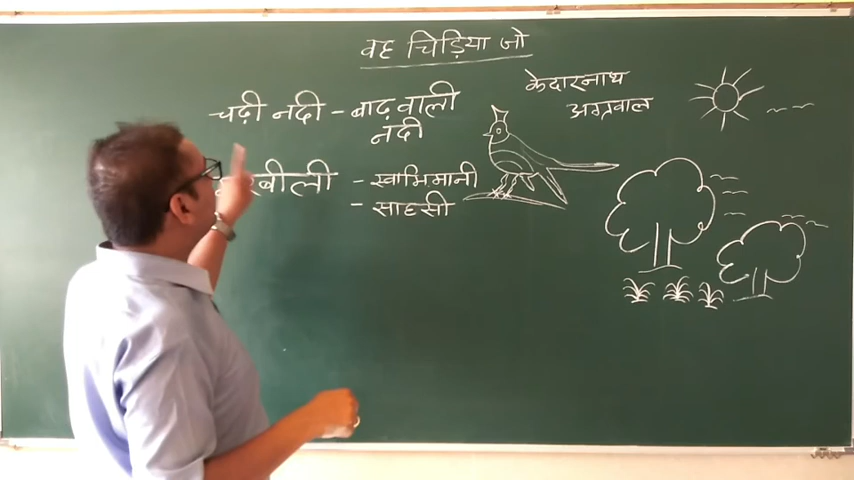 वह चिड़िया जो
केदारनाथ
अग्रवाल
चढ़ी नदी - बाढ़ वाली
नदी
- स्वाभिमानी
- साहसी